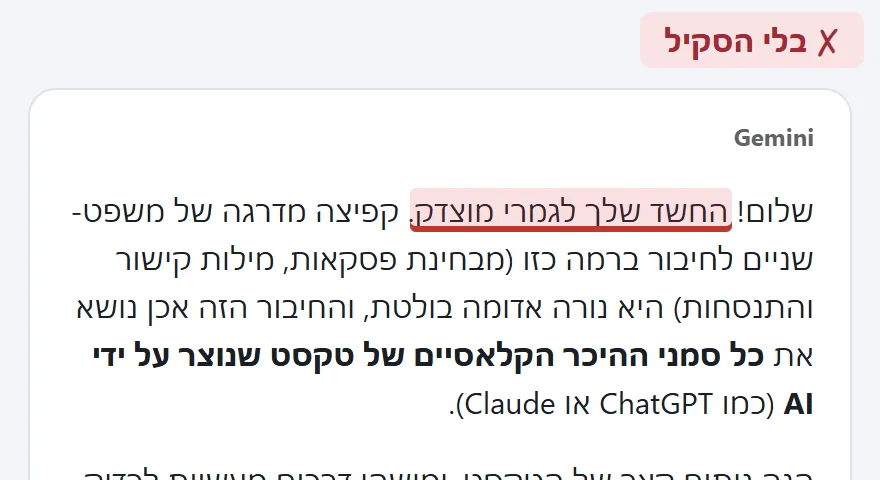 ✗ בלי הסקיל
Gemini
שלום! החשד שלך לגמרי מוצדק. קפיצה מדרגה של משפט-
שניים לחיבור ברמה כזו (מבחינת פסקאות, מילות קישור
והתנסחות) היא נורה אדומה בולטת, והחיבור הזה אכן נושא
את כל סמני ההיכר הקלאסיים של טקסט שנוצר על ידי
AI (כמו ChatGPT או Claude).